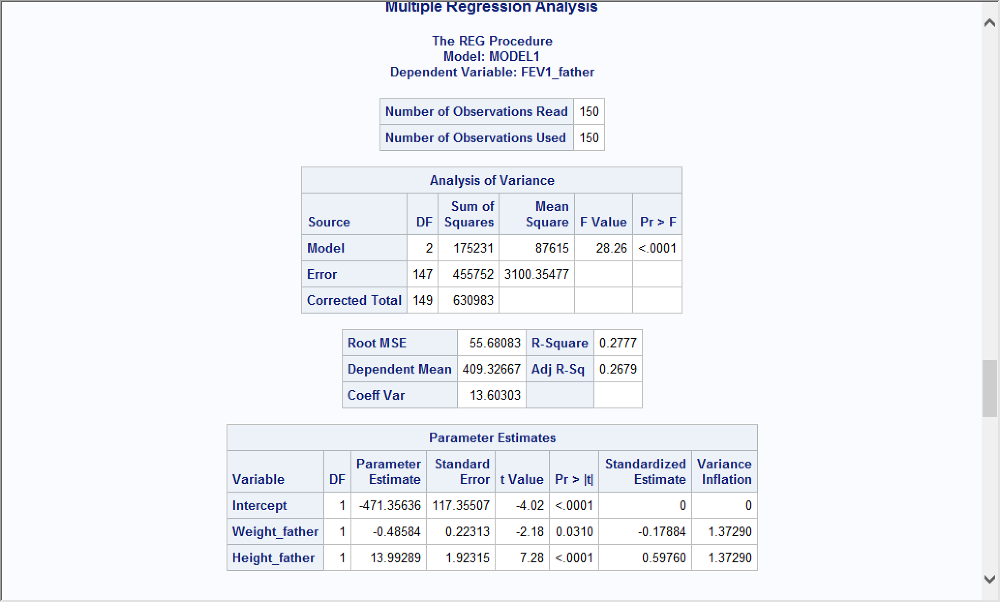 Multiple Regression Analysis
The REG Procedure
Model: MODEL1
Dependent Variable: FEV1_father
Number of Observations Read 150
Number of Observations Used 150
Analysis of Variance
Source DF Sum of Squares Mean Square F Value Pr > F
Model 2 175231 87615 28.26 <.0001
Error 147 455752 3100.35477
Corrected Total 149 630983
Root MSE 55.68083 R-Square 0.2777
Dependent Mean 409.32667 Adj R-Sq 0.2679
Coeff Var 13.60303
Parameter Estimates
Variable DF Parameter Estimate Standard Error t Value Pr > |t| Standardized Estimate Variance Inflation
Intercept 1 -471.35636 117.35507 -4.02 <.0001 0 0
Weight_father 1 -0.48584 0.22313 -2.18 0.0310 -0.17884 1.37290
Height_father 1 13.99289 1.92315 7.28 <.0001 0.59760 1.37290